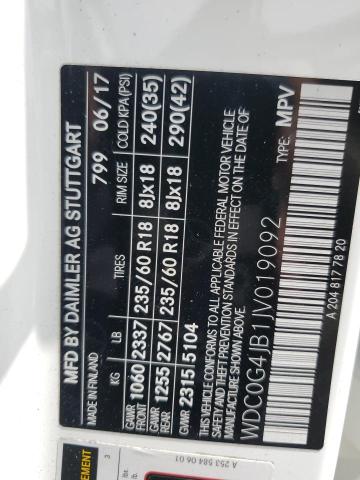 MFD BY DAIMLER AG STUTTGART
MADE IN FINLAND 799 06/17
KG LB TIRES RIM SIZE COLD KPA (PSI)
GAWR FRONT 1060 2337 235/60 R18 8Jx18 240(35)
GAWR REAR 1255 2767 235/60 R18 8Jx18 290(42)
GVWR 2315 5104
VEHICLE CONFORMS TO ALL APPLICABLE FEDERAL MOTOR VEHICLE
SAFETY AND THEFT PREVENTION STANDARDS IN EFFECT ON THE DATE OF
MANUFACTURE SHOWN ABOVE.
WDC0G4JB1JV019092 TYPE: MPV
A 204 817 78 20
A 253 584 06 01
3
lbs.